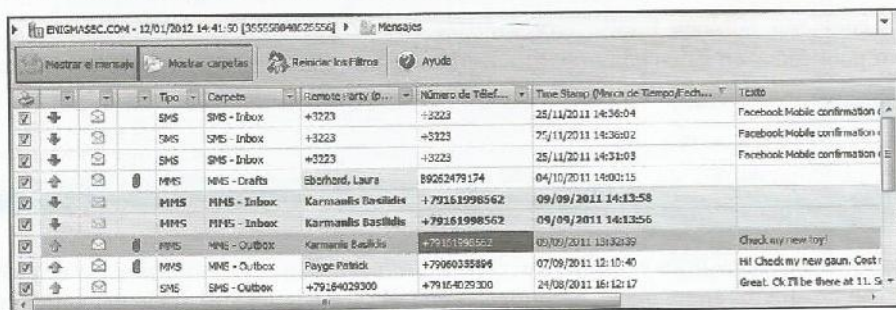 ENIGMASEC.COM - 12/01/2012 14:41:50 Mensajes
Mostrar el mensaje Mostrar carpetas Reiniciar los Filtros Ayuda
Tipo Carpeta Remote Party (p... Número de Teléf... Time Stamp (Marca de Tiempo/Fech... Texto
SMS SMS - Inbox +3223 +3223 25/11/2011 14:36:04 Facebook Mobile confirmation
SMS SMS - Inbox +3223 +3223 25/11/2011 14:36:02 Facebook Mobile confirmation
SMS SMS - Inbox +3223 +3223 25/11/2011 14:31:03 Facebook Mobile confirmation
MMS MMS - Drafts Eberhard, Laura 89262479174 04/10/2011 14:00:15
MMS MMS - Inbox Karmanlis Basilidis +79161998562 09/09/2011 14:13:58
MMS MMS - Inbox Karmanlis Basilidis +79161998562 09/09/2011 14:13:56
MMS MMS - Outbox Karmanlis Basilidis +79161998562 09/09/2011 13:32:39 Check my new toy!
MMS MMS - Outbox Payge Patrick +79060355896 07/09/2011 12:10:40 Hi! Check my new gaun. Cost
SMS SMS - Outbox +79164029300 +79164029300 24/08/2011 16:12:17 Great. Ok I'll be there at 11.